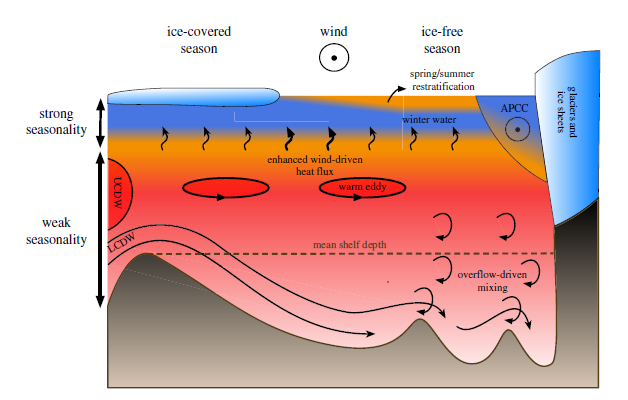 ice-covered
season
wind
ice-free
season
spring/summer
restratification
strong
seasonality
winter water
APCC
glaciers and
ice sheets
enhanced wind-driven
heat flux
UCDW
warm eddy
weak
seasonality
LCDW
mean shelf depth
overflow-driven
mixing